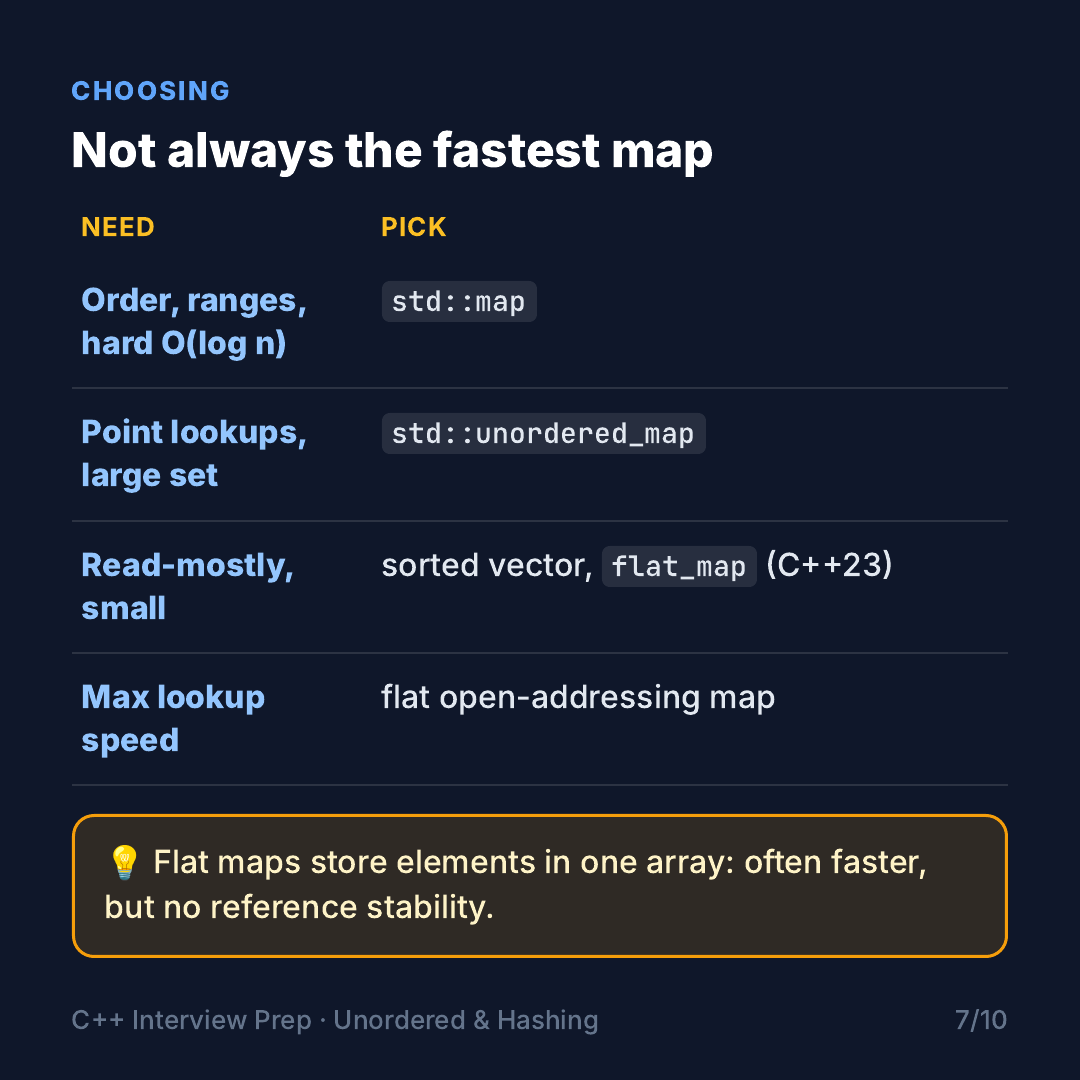 CHOOSING
Not always the fastest map
NEED PICK
Order, ranges, std::map
hard O(log n)
Point lookups, std::unordered_map
large set
Read-mostly, sorted vector, flat_map (C++23)
small
Max lookup flat open-addressing map
speed
💡 Flat maps store elements in one array: often faster,
but no reference stability.
C++ Interview Prep · Unordered & Hashing 7/10